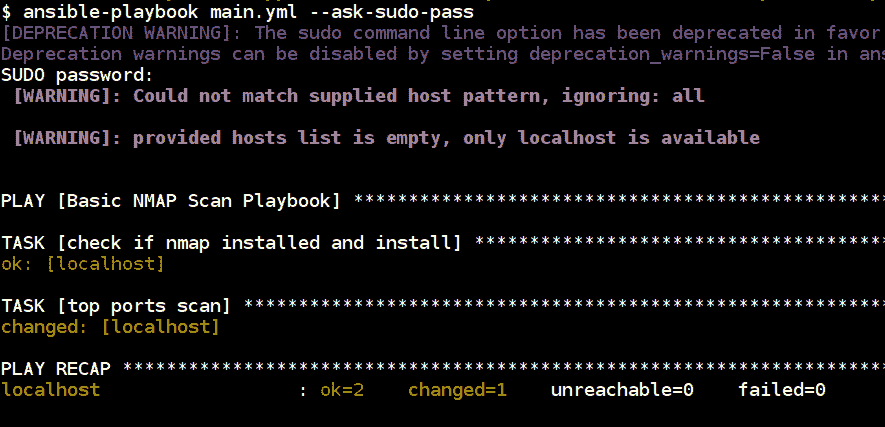 $ ansible-playbook main.yml --ask-sudo-pass
[DEPRECATION WARNING]: The sudo command line option has been deprecated in favor
Deprecation warnings can be disabled by setting deprecation_warnings=False in ans
SUDO password:
[WARNING]: Could not match supplied host pattern, ignoring: all
[WARNING]: provided hosts list is empty, only localhost is available
PLAY [Basic NMAP Scan Playbook] *************************************************
TASK [check if nmap installed and install] **************************************
ok: [localhost]
TASK [top ports scan] ***********************************************************
changed: [localhost]
PLAY RECAP **********************************************************************
localhost                  : ok=2    changed=1    unreachable=0    failed=0